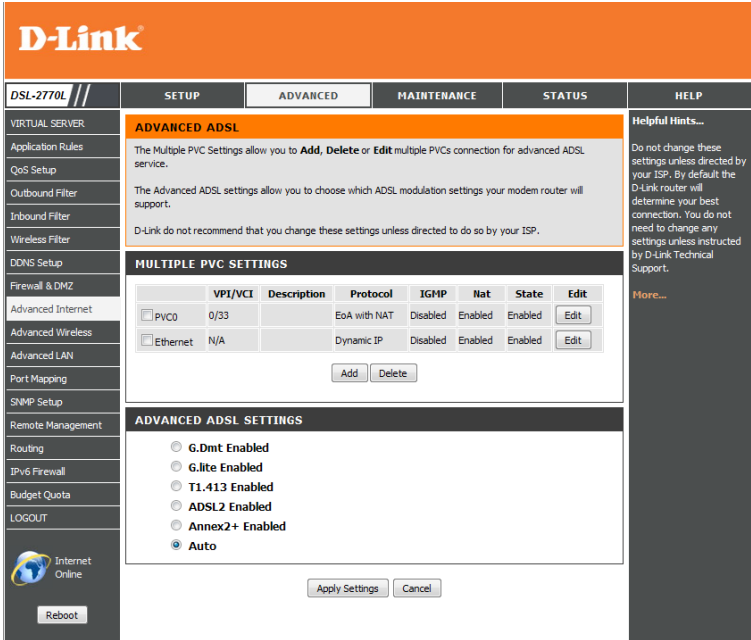 D-Link
DSL-2770L
SETUP
ADVANCED
MAINTENANCE
STATUS
HELP
VIRTUAL SERVER
Application Rules
QoS Setup
Outbound Filter
Inbound Filter
Wireless Filter
DDNS Setup
Firewall & DMZ
Advanced Internet
Advanced Wireless
Advanced LAN
Port Mapping
SNMP Setup
Remote Management
Routing
IPv6 Firewall
Budget Quota
LOGOUT
Internet
Online
Reboot
ADVANCED ADSL
The Multiple PVC Settings allow you to Add, Delete or Edit multiple PVCs connection for advanced ADSL
service.
The Advanced ADSL settings allow you to choose which ADSL modulation settings your modem router will
support.
D-Link do not recommend that you change these settings unless directed to do so by your ISP.
MULTIPLE PVC SETTINGS
VPI/VCI Description Protocol IGMP Nat State Edit
PVC0 0/33 EoA with NAT Disabled Enabled Enabled Edit
Ethernet N/A Dynamic IP Disabled Enabled Enabled Edit
Add Delete
ADVANCED ADSL SETTINGS
G.Dmt Enabled
G.lite Enabled
T1.413 Enabled
ADSL2 Enabled
Annex2+ Enabled
Auto
Apply Settings Cancel
Helpful Hints...
Do not change these
settings unless directed by
your ISP. By default the
D-Link router will
determine your best
connection. You do not
need to change any
settings unless instructed
by D-Link Technical
Support.
More...